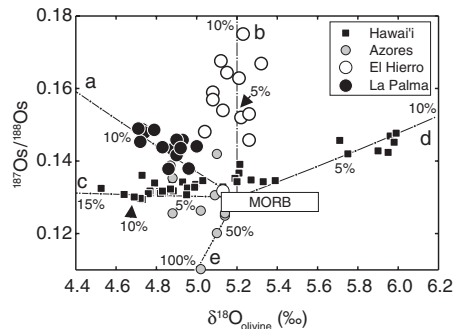 0.18
0.16
0.14
0.12
¹⁸⁷Os/¹⁸⁸Os
4.4 4.6 4.8 5.0 5.2 5.4 5.6 5.8 6.0 6.2
δ¹⁸O_olivine (‰)
Hawai'i
Azores
El Hierro
La Palma
10% b
a
5%
10%
10%
d
c
5%
5%
15%
10%
MORB
50%
100%
e